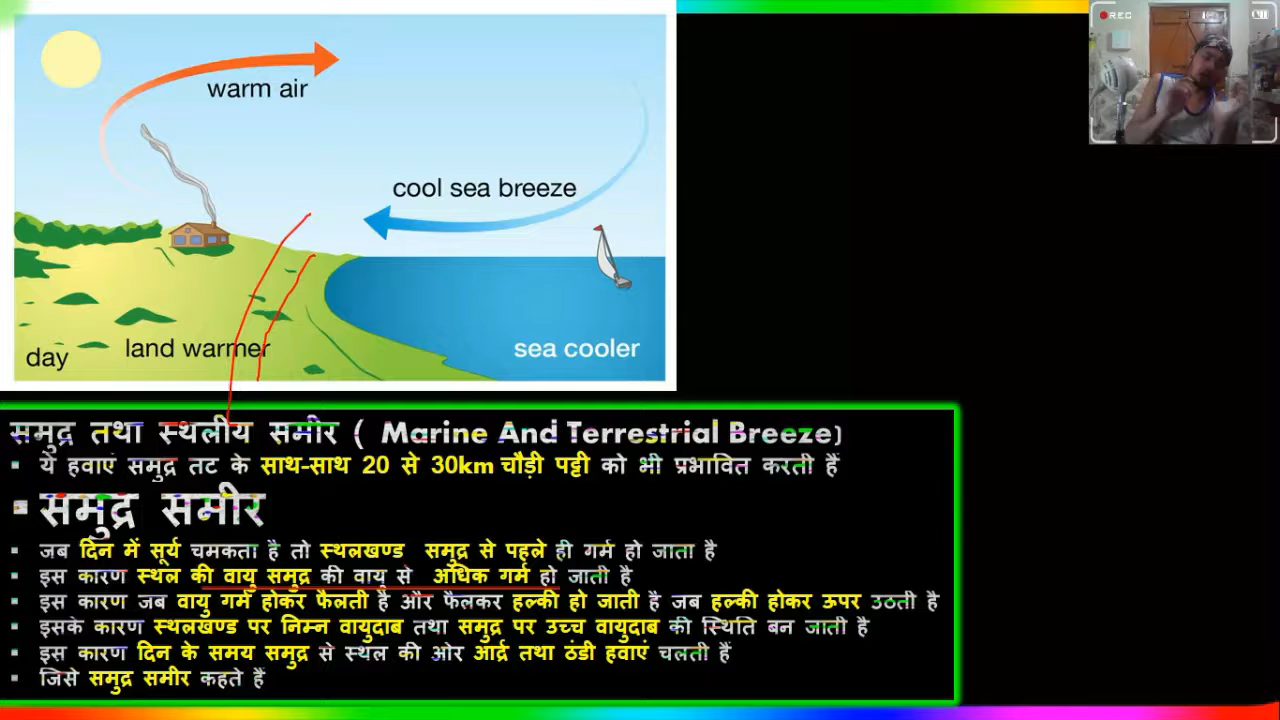 REC
warm air
cool sea breeze
day
land warmer
sea cooler
समुद्र तथा स्थलीय समीर ( Marine And Terrestrial Breeze)
▪ ये हवाएं समुद्र तट के साथ-साथ 20 से 30km चौड़ी पट्टी को भी प्रभावित करती हैं
▪ समुद्र समीर
▪ जब दिन में सूर्य चमकता है तो स्थलखण्ड समुद्र से पहले ही गर्म हो जाता है
▪ इस कारण स्थल की वायु समुद्र की वायु से अधिक गर्म हो जाती है
▪ इस कारण जब वायु गर्म होकर फैलती है और फैलकर हल्की हो जाती है जब हल्की होकर ऊपर उठती है
▪ इसके कारण स्थलखण्ड पर निम्न वायुदाब तथा समुद्र पर उच्च वायुदाब की स्थिति बन जाती है
▪ इस कारण दिन के समय समुद्र से स्थल की ओर आर्द्र तथा ठंडी हवाएं चलती हैं
▪ जिसे समुद्र समीर कहते हैं